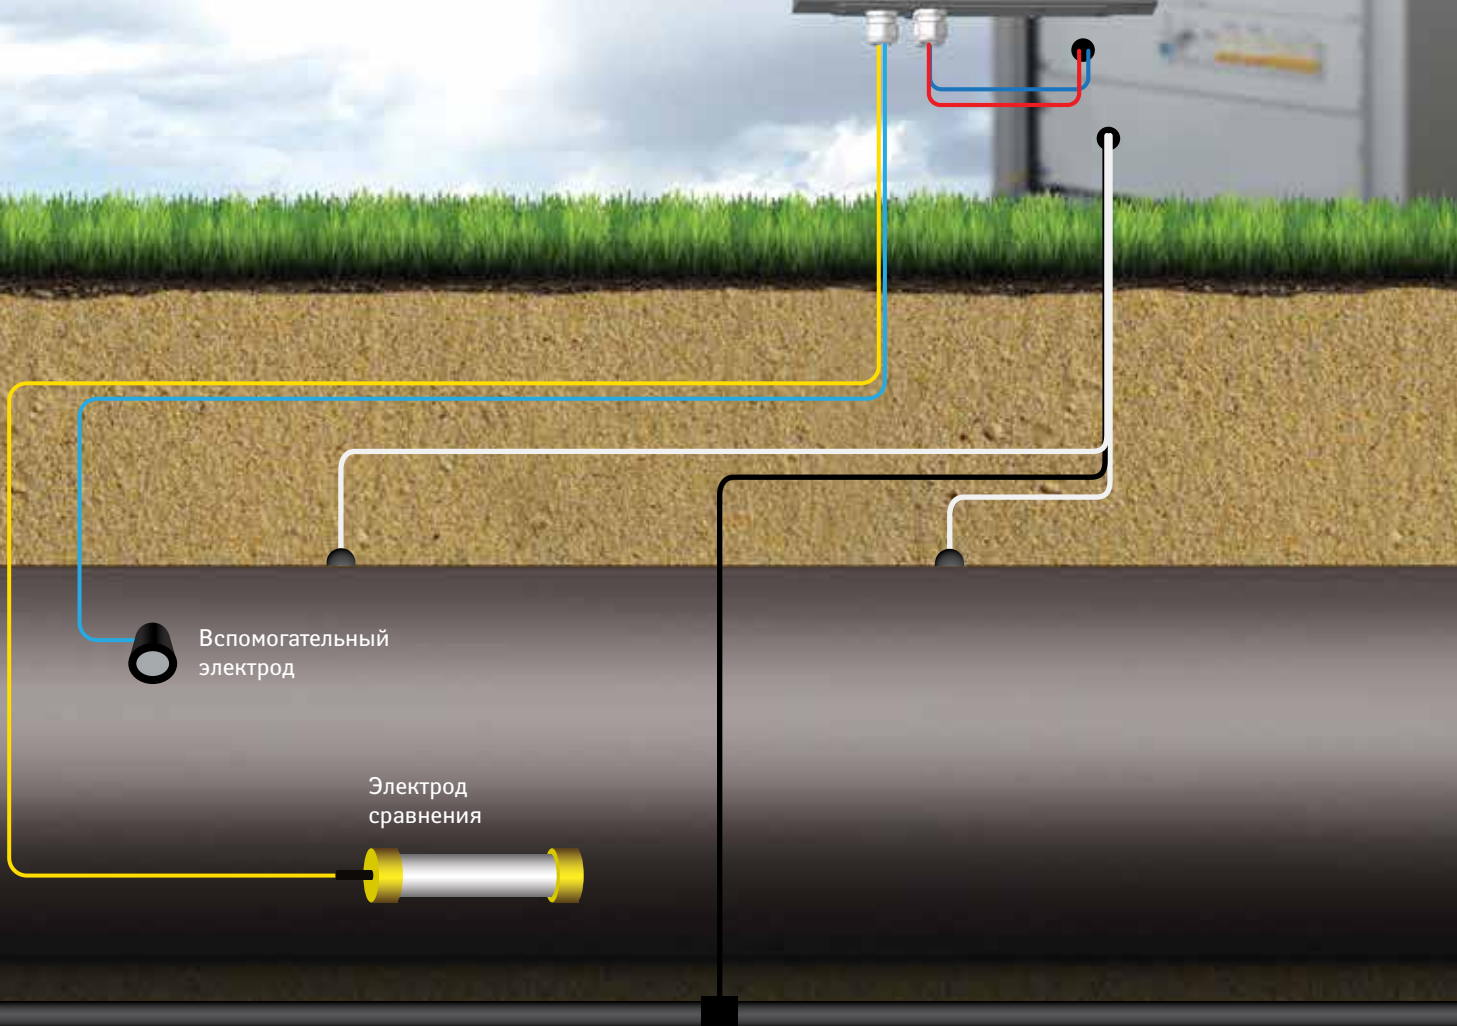 Вспомогательный
электрод
Электрод
сравнения